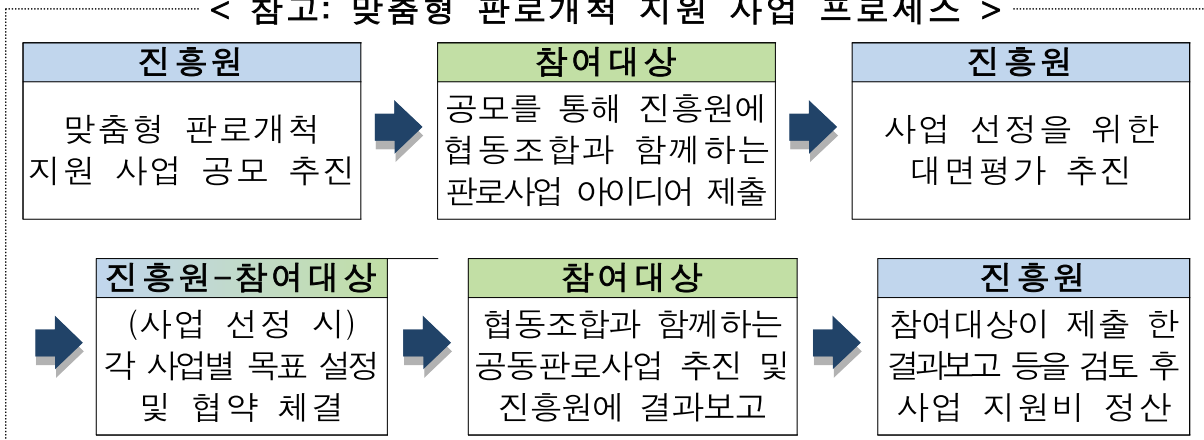 < 참고: 맞춤형 판로개척 지원 사업 프로세스 >
진흥원
맞춤형 판로개척
지원 사업 공모 추진
참여대상
공모를 통해 진흥원에
협동조합과 함께하는
판로사업 아이디어 제출
진흥원
사업 선정을 위한
대면평가 추진
진흥원-참여대상
(사업 선정 시)
각 사업별 목표 설정
및 협약 체결
참여대상
협동조합과 함께하는
공동판로사업 추진 및
진흥원에 결과보고
진흥원
참여대상이 제출 한
결과보고 등을 검토 후
사업 지원비 정산